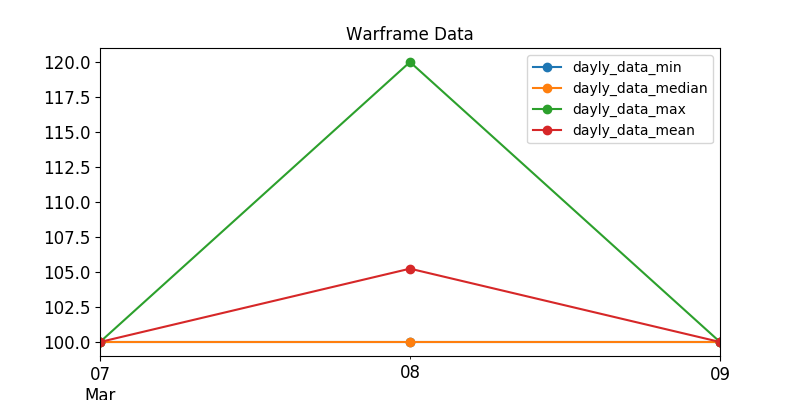 Warframe Data
dayly_data_min
dayly_data_median
dayly_data_max
dayly_data_mean
120.0
117.5
115.0
112.5
110.0
107.5
105.0
102.5
100.0
07
08
09
Mar